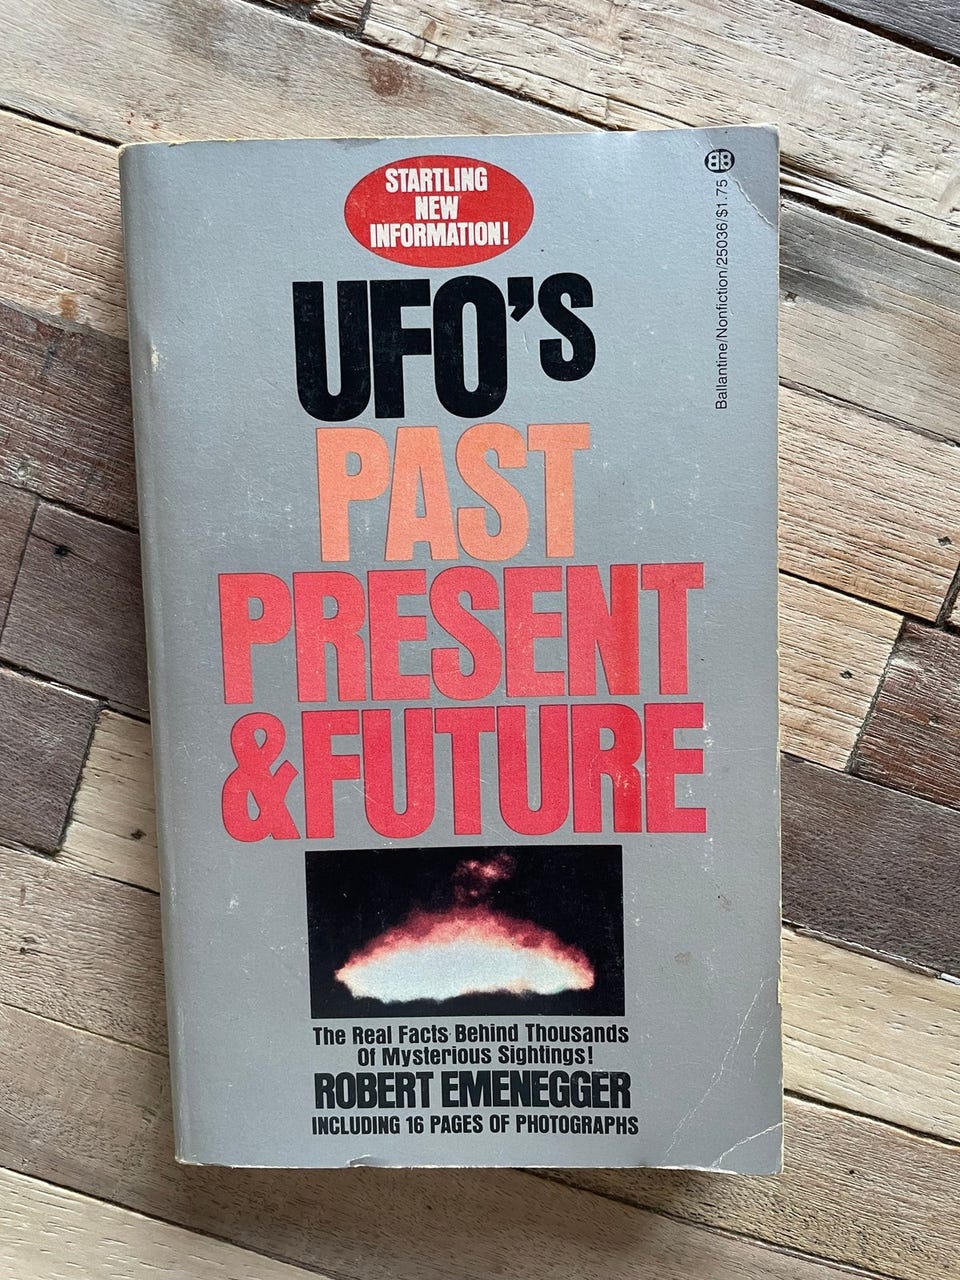 STARTLING
NEW
INFORMATION!
BB
Ballantine/Nonfiction/25036/$1.75
UFO'S
PAST
PRESENT
&FUTURE
The Real Facts Behind Thousands
Of Mysterious Sightings!
ROBERT EMENEGGER
INCLUDING 16 PAGES OF PHOTOGRAPHS